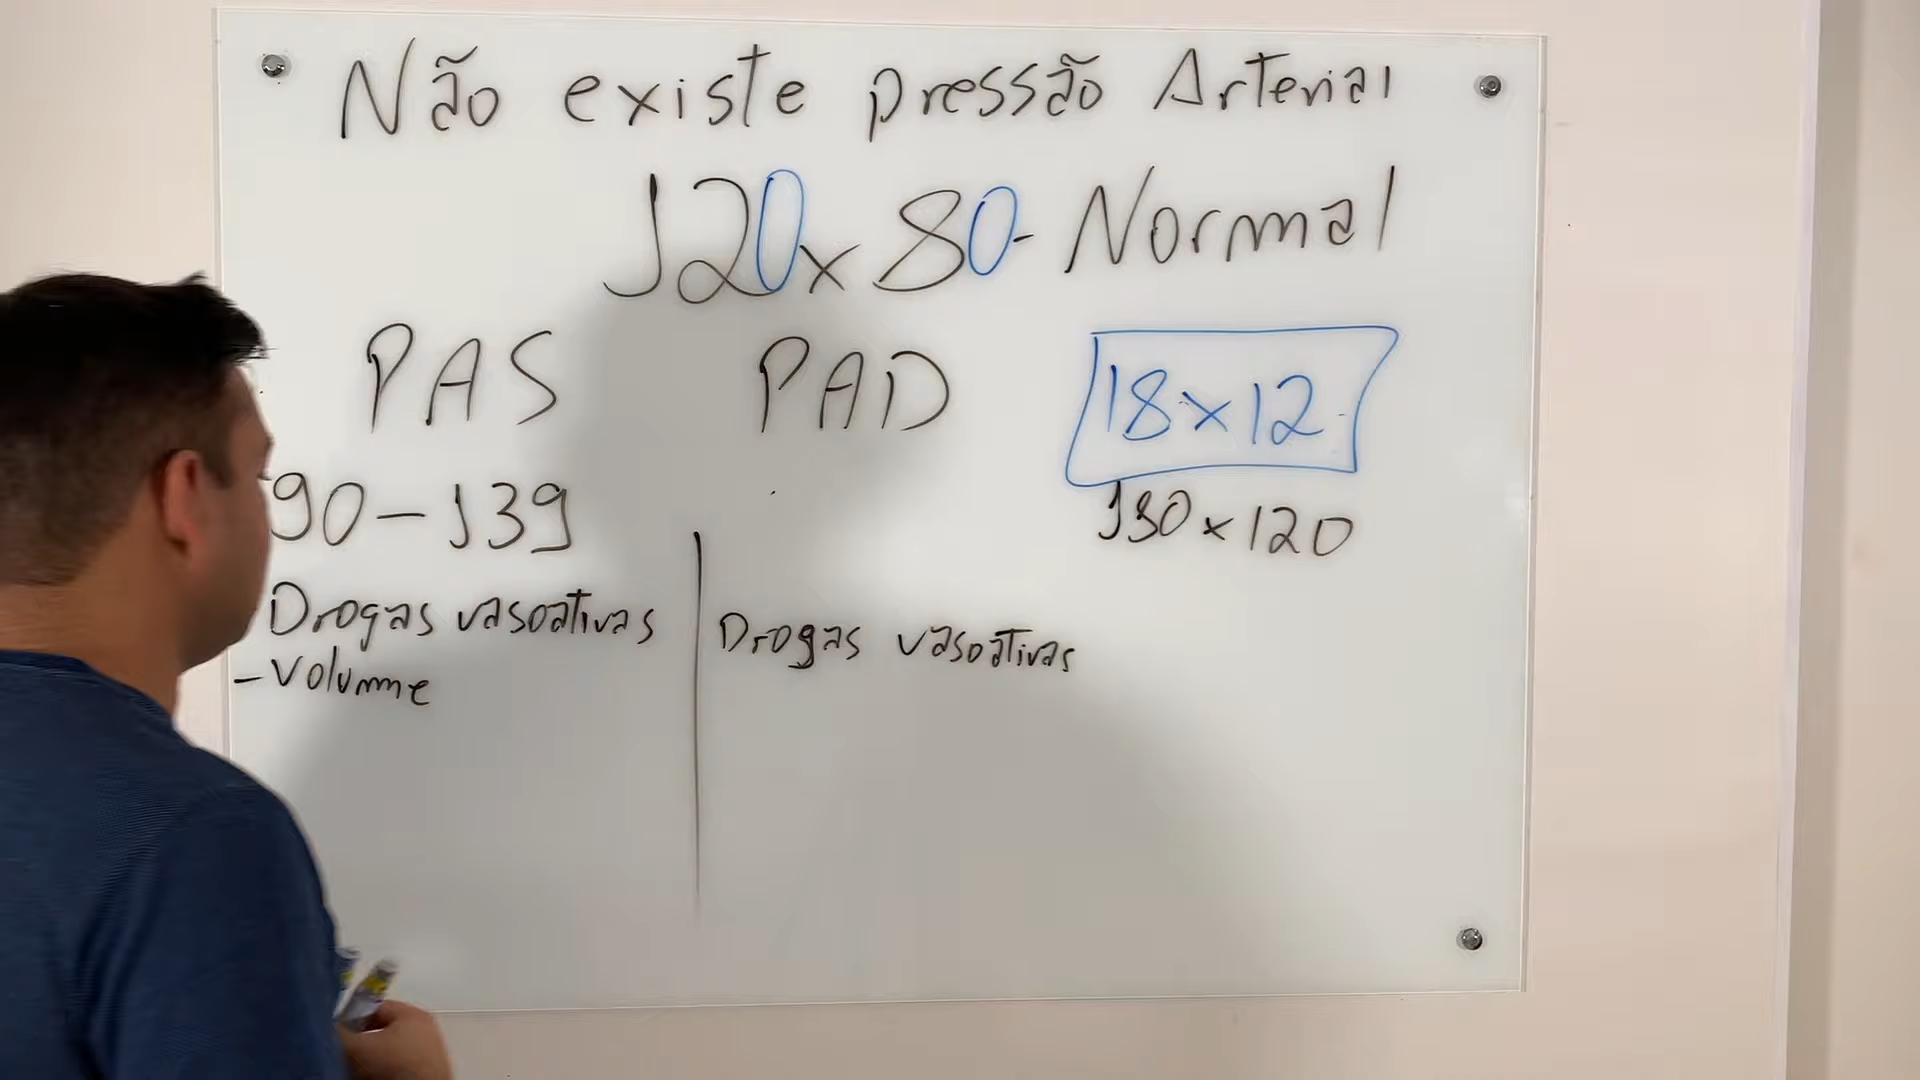 Não existe pressão Arterial
120x80 - Normal
PAS PAD
18x12
90-139
180x120
Drogas vasoativas
Drogas vasoativas
- Volume